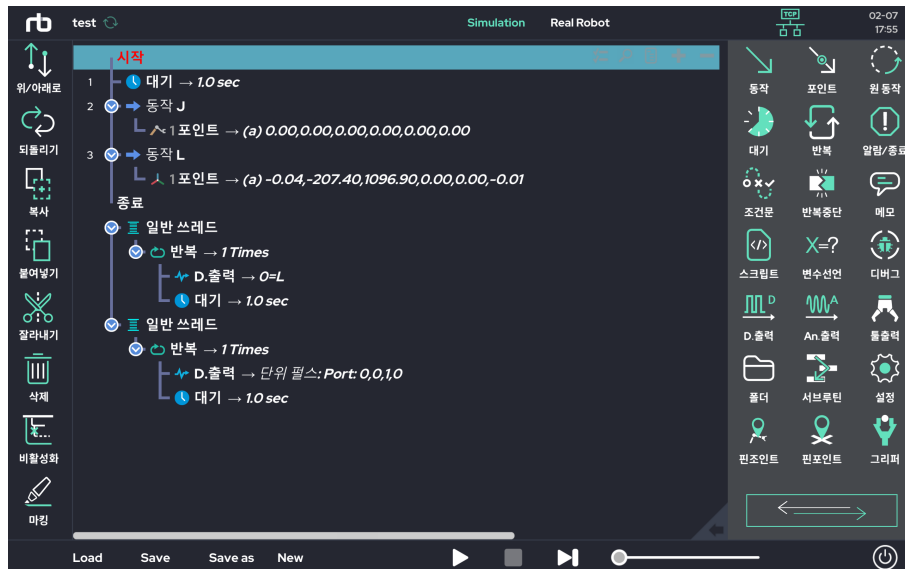 rb test Simulation Real Robot TCP 02-07
17:55
위/아래로
되돌리기
복사
붙여넣기
잘라내기
삭제
비활성화
마킹
시작
1 대기 → 1.0 sec
2 동작 J
1 포인트 → (a) 0.00,0.00,0.00,0.00,0.00,0.00
3 동작 L
1 포인트 → (a) -0.04,-207.40,1096.90,0.00,0.00,-0.01
종료
일반 쓰레드
반복 → 1 Times
D.출력 → 0=L
대기 → 1.0 sec
일반 쓰레드
반복 → 1 Times
D.출력 → 단위 펄스: Port: 0,0,1,0
대기 → 1.0 sec
동작 포인트 원 동작
대기 반복 알람/종료
조건문 반복중단 메모
</> X=?
스크립트 변수선언 디버그
D A
D.출력 An.출력 툴출력
폴더 서브루틴 설정
핀조인트 핀포인트 그리퍼
Load Save Save as New